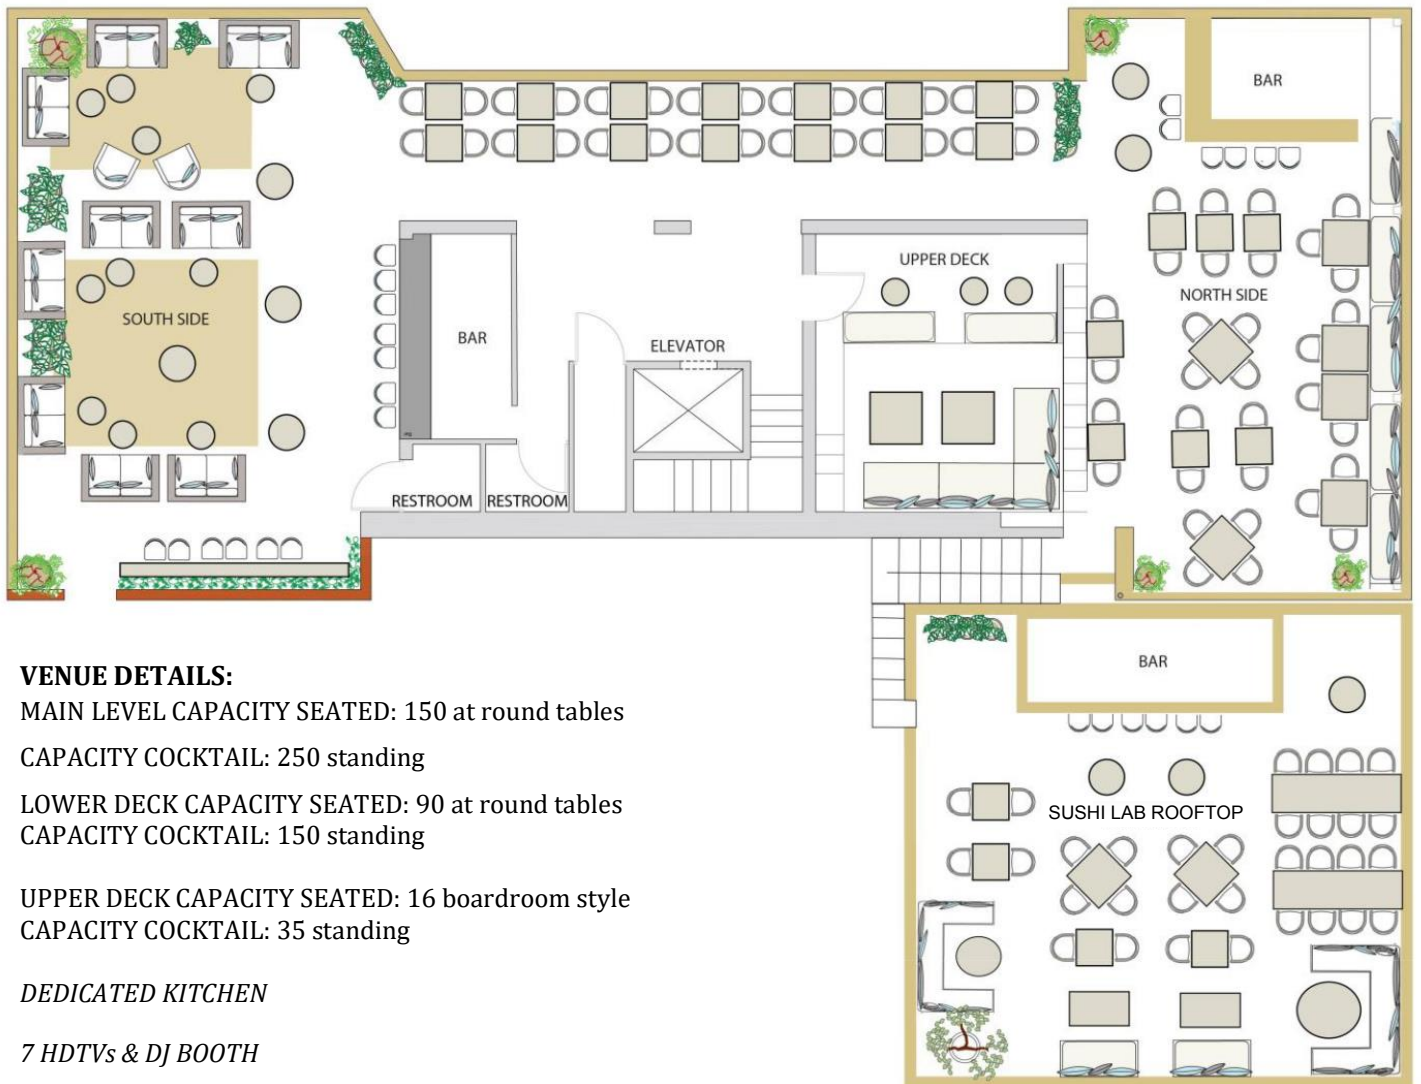 BAR
UPPER DECK
NORTH SIDE
SOUTH SIDE
BAR
ELEVATOR
RESTROOM
RESTROOM
BAR
SUSHI LAB ROOFTOP
VENUE DETAILS:
MAIN LEVEL CAPACITY SEATED: 150 at round tables
CAPACITY COCKTAIL: 250 standing
LOWER DECK CAPACITY SEATED: 90 at round tables
CAPACITY COCKTAIL: 150 standing
UPPER DECK CAPACITY SEATED: 16 boardroom style
CAPACITY COCKTAIL: 35 standing
DEDICATED KITCHEN
7 HDTVs & DJ BOOTH